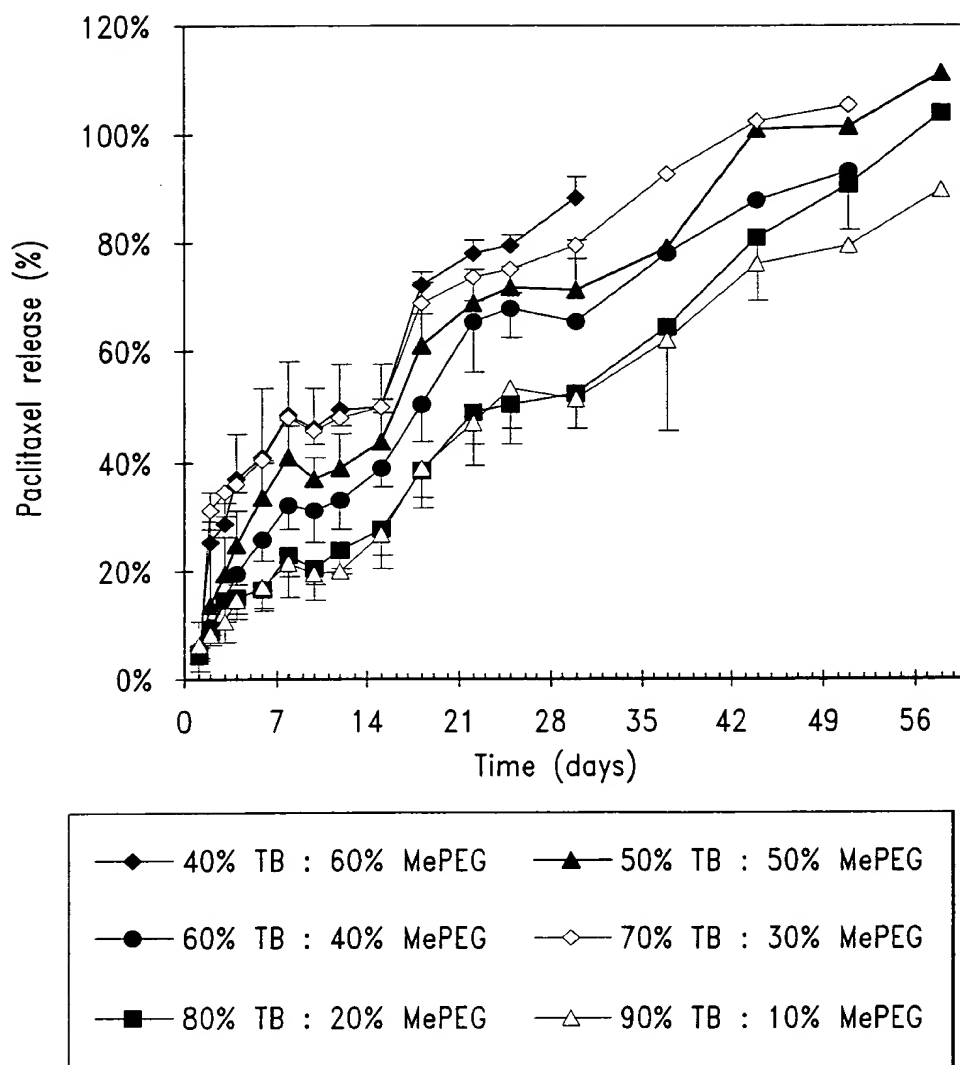 120%
100%
80%
60%
40%
20%
0%
Paclitaxel release (%)
0 7 14 21 28 35 42 49 56
Time (days)
40% TB : 60% MePEG
50% TB : 50% MePEG
60% TB : 40% MePEG
70% TB : 30% MePEG
80% TB : 20% MePEG
90% TB : 10% MePEG